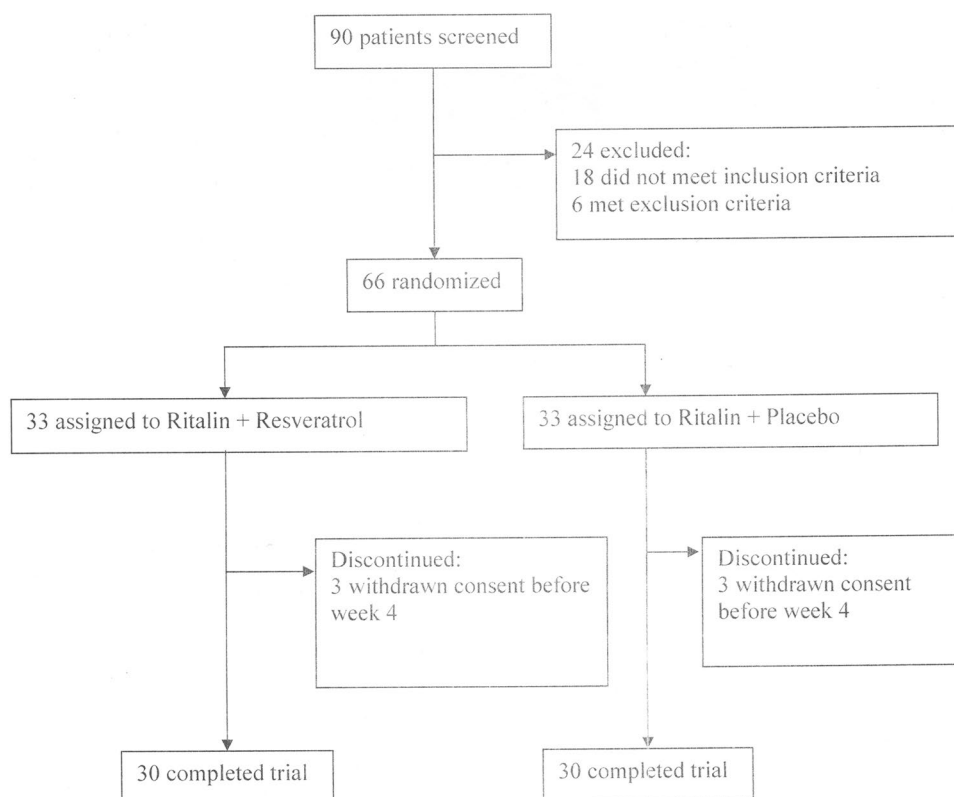 90 patients screened
24 excluded:
18 did not meet inclusion criteria
6 met exclusion criteria
66 randomized
33 assigned to Ritalin + Resveratrol
33 assigned to Ritalin + Placebo
Discontinued:
3 withdrawn consent before
week 4
Discontinued:
3 withdrawn consent
before week 4
30 completed trial
30 completed trial